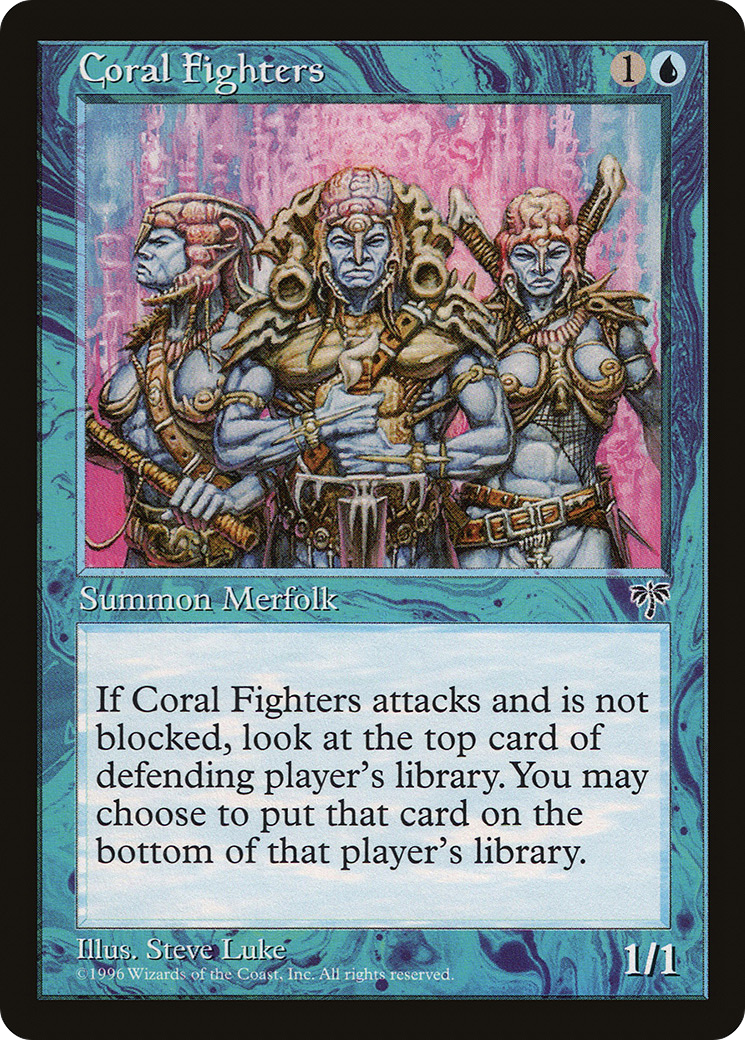 Coral Fighters 1
Summon Merfolk
If Coral Fighters attacks and is not
blocked, look at the top card of
defending player's library. You may
choose to put that card on the
bottom of that player's library.
Illus. Steve Luke
©1996 Wizards of the Coast, Inc. All rights reserved.
1/1